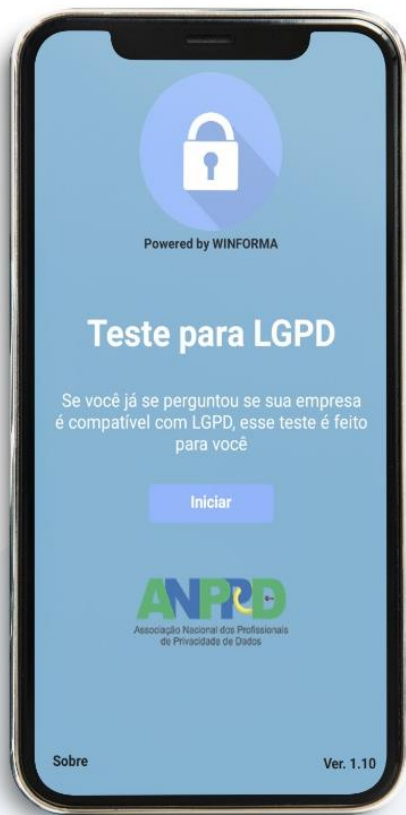 Powered by WINFORMA
Teste para LGPD
Se você já se perguntou se sua empresa
é compatível com LGPD, esse teste é feito
para você
Iniciar
ANPPD
Associação Nacional dos Profissionais
de Privacidade de Dados
Sobre
Ver. 1.10